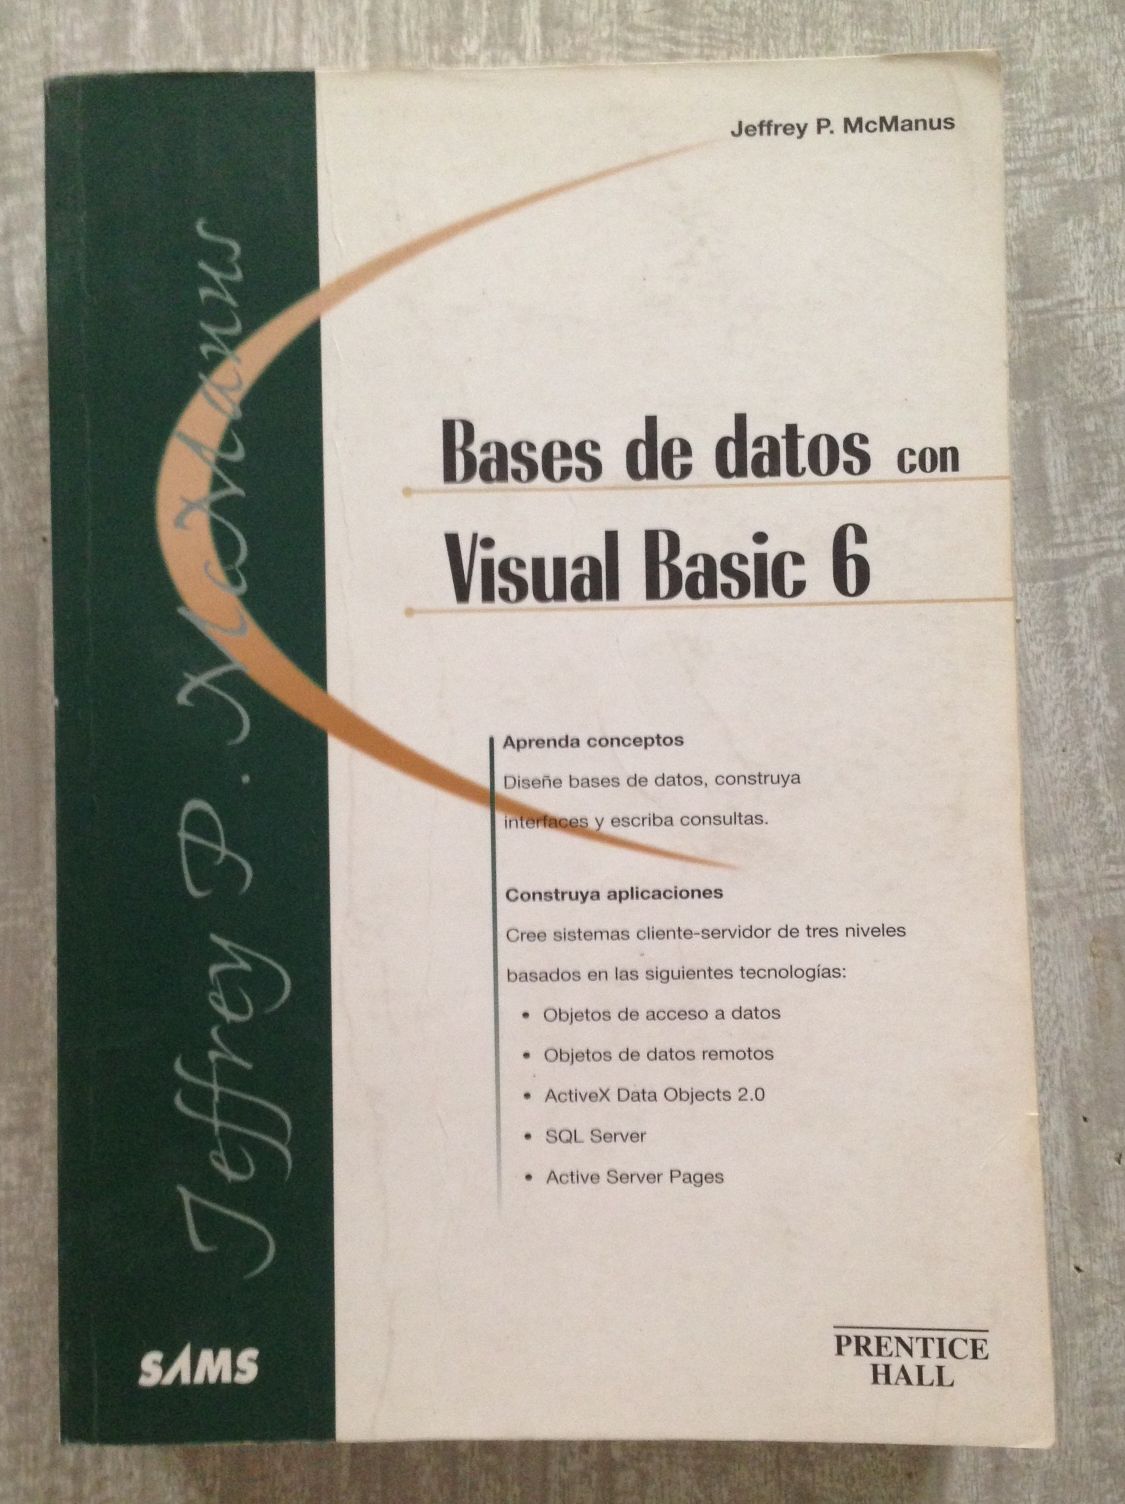 Jeffrey P. McManus
Jeffrey P. McManus
Bases de datos con
Visual Basic 6
Aprenda conceptos
Diseñe bases de datos, construya
interfaces y escriba consultas.
Construya aplicaciones
Cree sistemas cliente-servidor de tres niveles
basados en las siguientes tecnologías:
• Objetos de acceso a datos
• Objetos de datos remotos
• ActiveX Data Objects 2.0
• SQL Server
• Active Server Pages
SAMS
PRENTICE
HALL